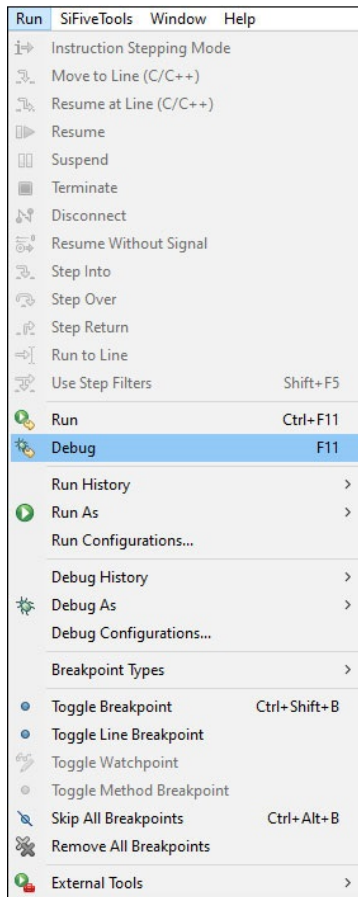 Run SiFiveTools Window Help
Instruction Stepping Mode
Move to Line (C/C++)
Resume at Line (C/C++)
Resume
Suspend
Terminate
Disconnect
Resume Without Signal
Step Into
Step Over
Step Return
Run to Line
Use Step Filters Shift+F5
Run Ctrl+F11
Debug F11
Run History
Run As
Run Configurations...
Debug History
Debug As
Debug Configurations...
Breakpoint Types
Toggle Breakpoint Ctrl+Shift+B
Toggle Line Breakpoint
Toggle Watchpoint
Toggle Method Breakpoint
Skip All Breakpoints Ctrl+Alt+B
Remove All Breakpoints
External Tools